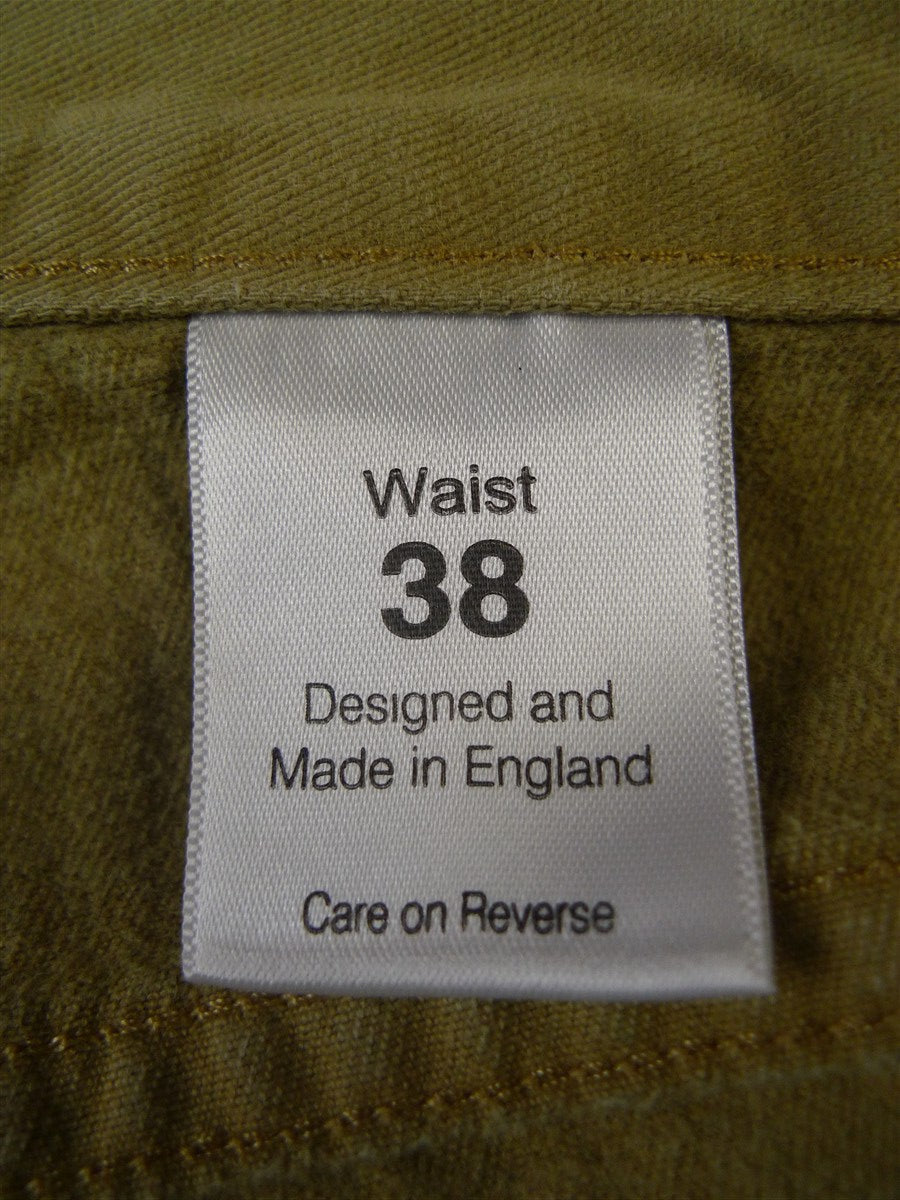 Waist
38
Designed and
Made in England
Care on Reverse